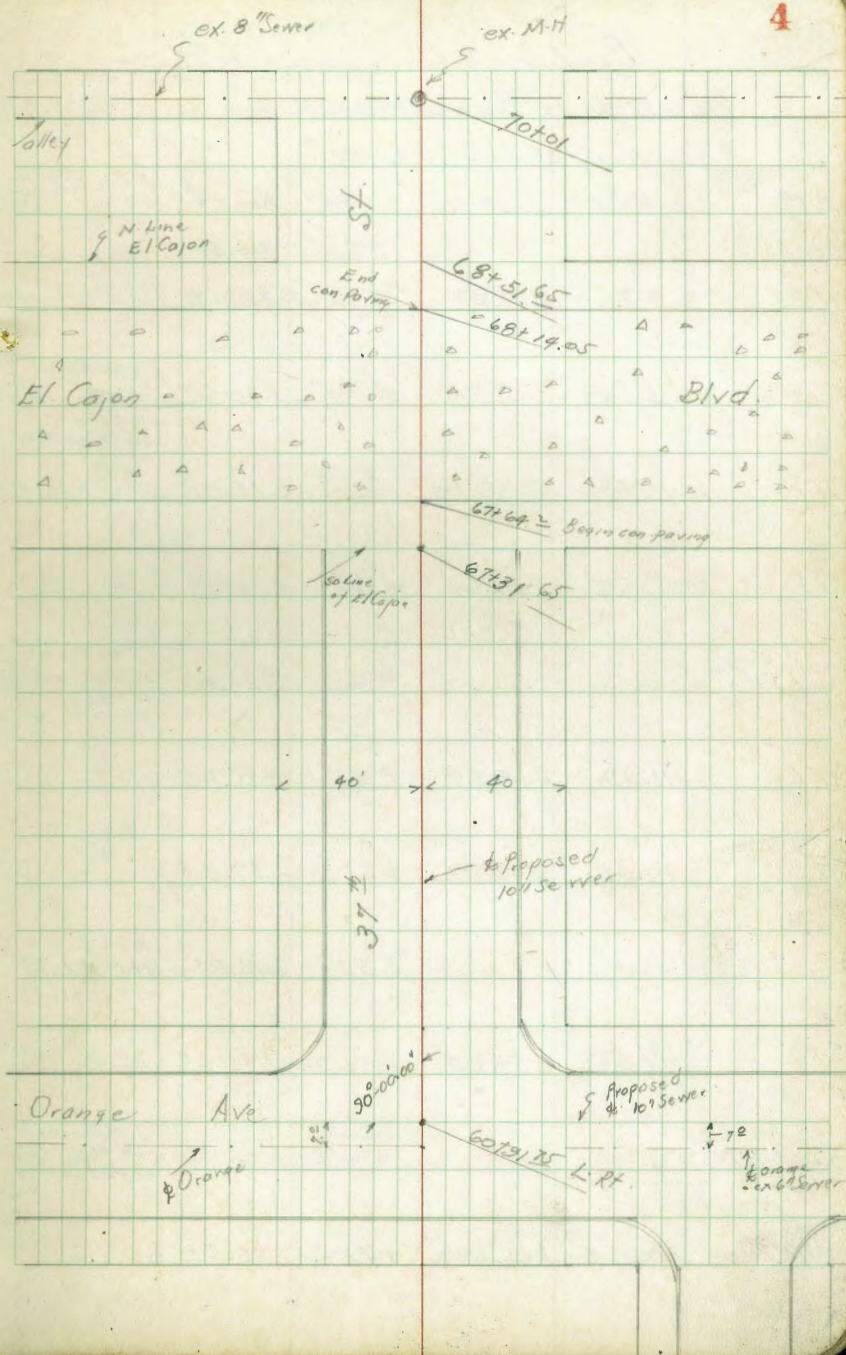 4
ex. 8" Sewer
ex. M.H
70+01
alley
St.
N. Line
El Cajon
68+51.65
End
con Paving
68+14.05
El Cajon
Blvd.
67+64 ± Begin con paving
so Line
of El Cajon
67+31.65
40'
40
℄ Proposed
10" Sewer
37 th
90°-00'-00"
Orange Ave
Proposed
℄ 10" Sewer
7º
7º
60+91.75 L. Pt.
℄ Orange
℄ Orange
- ex 6" Sewer